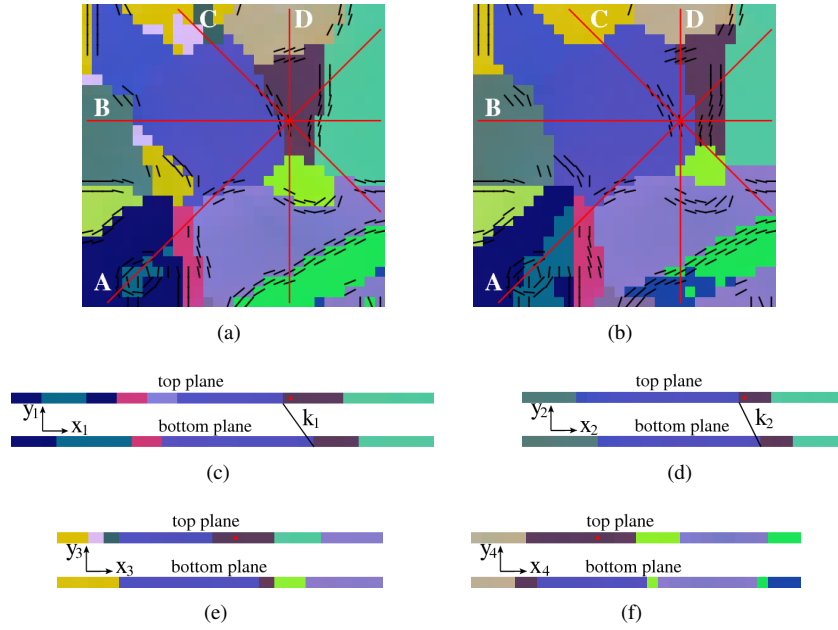 C D
B
A
(a)
C D
B
A
(b)
top plane
y1
x1
k1
bottom plane
(c)
top plane
y2
x2
k2
bottom plane
(d)
top plane
y3
x3
bottom plane
(e)
top plane
y4
x4
bottom plane
(f)